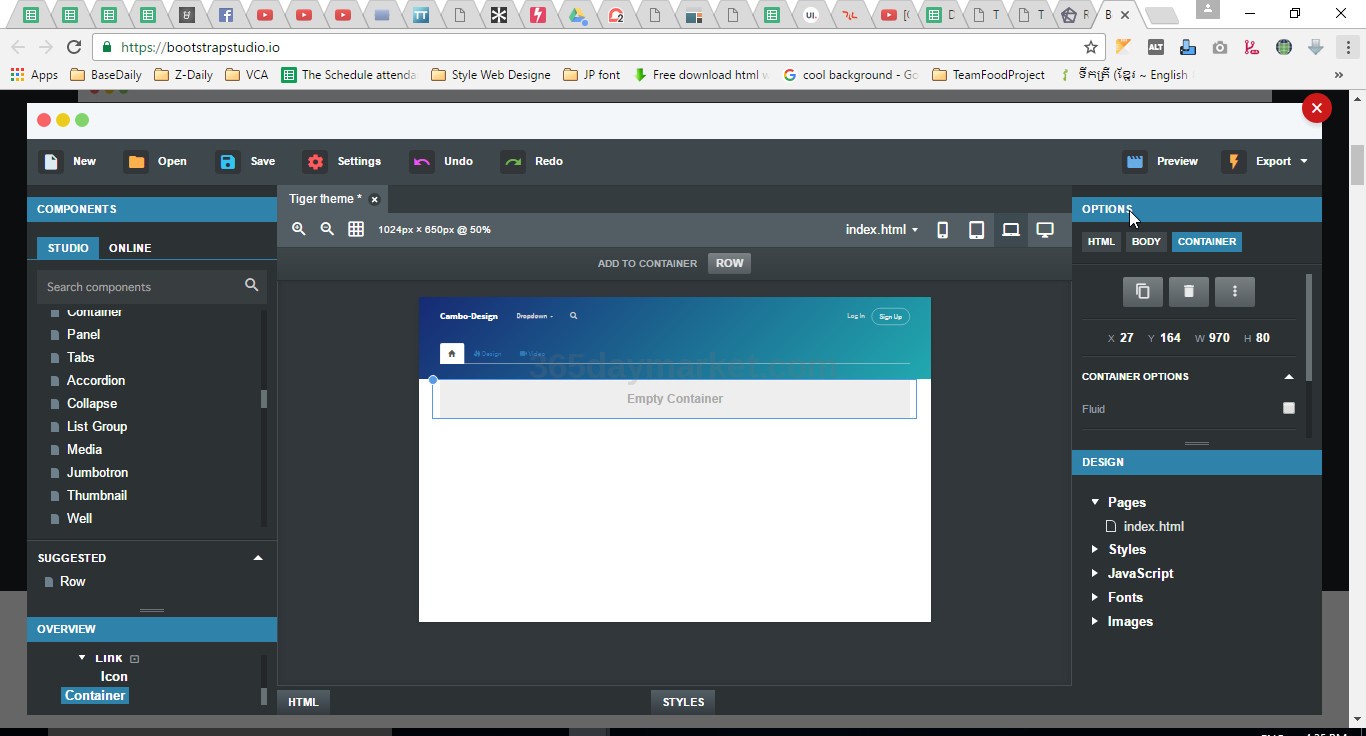 https://bootstrapstudio.io
Apps BaseDaily Z-Daily VCA The Schedule attenda Style Web Designe JP font Free download html w cool background - Go TeamFoodProject ទឹកត្រី (ខ្មែរ ~ English »
New Open Save Settings Undo Redo Preview Export
COMPONENTS
Tiger theme *
OPTIONS
STUDIO ONLINE
1024px × 650px @ 50%
index.html
HTML BODY CONTAINER
ADD TO CONTAINER ROW
Search components
Container
Panel
Tabs
Accordion
Collapse
List Group
Media
Jumbotron
Thumbnail
Well
Cambo-Design Dropdown Log In Sign Up
Design Video
365daymarket.com
Empty Container
X 27 Y 164 W 970 H 80
CONTAINER OPTIONS
Fluid
DESIGN
Pages
index.html
Styles
JavaScript
Fonts
Images
SUGGESTED
Row
OVERVIEW
Link
Icon
Container
HTML STYLES